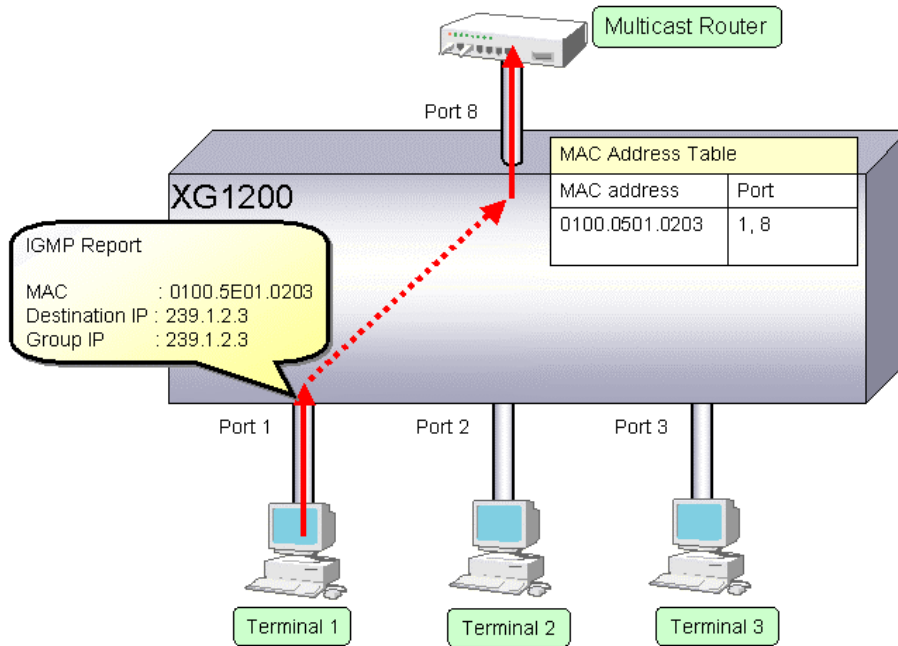 Multicast Router
Port 8
MAC Address Table
MAC address Port
0100.0501.0203 1, 8
XG1200
IGMP Report
MAC : 0100.5E01.0203
Destination IP : 239.1.2.3
Group IP : 239.1.2.3
Port 1
Port 2
Port 3
Terminal 1
Terminal 2
Terminal 3